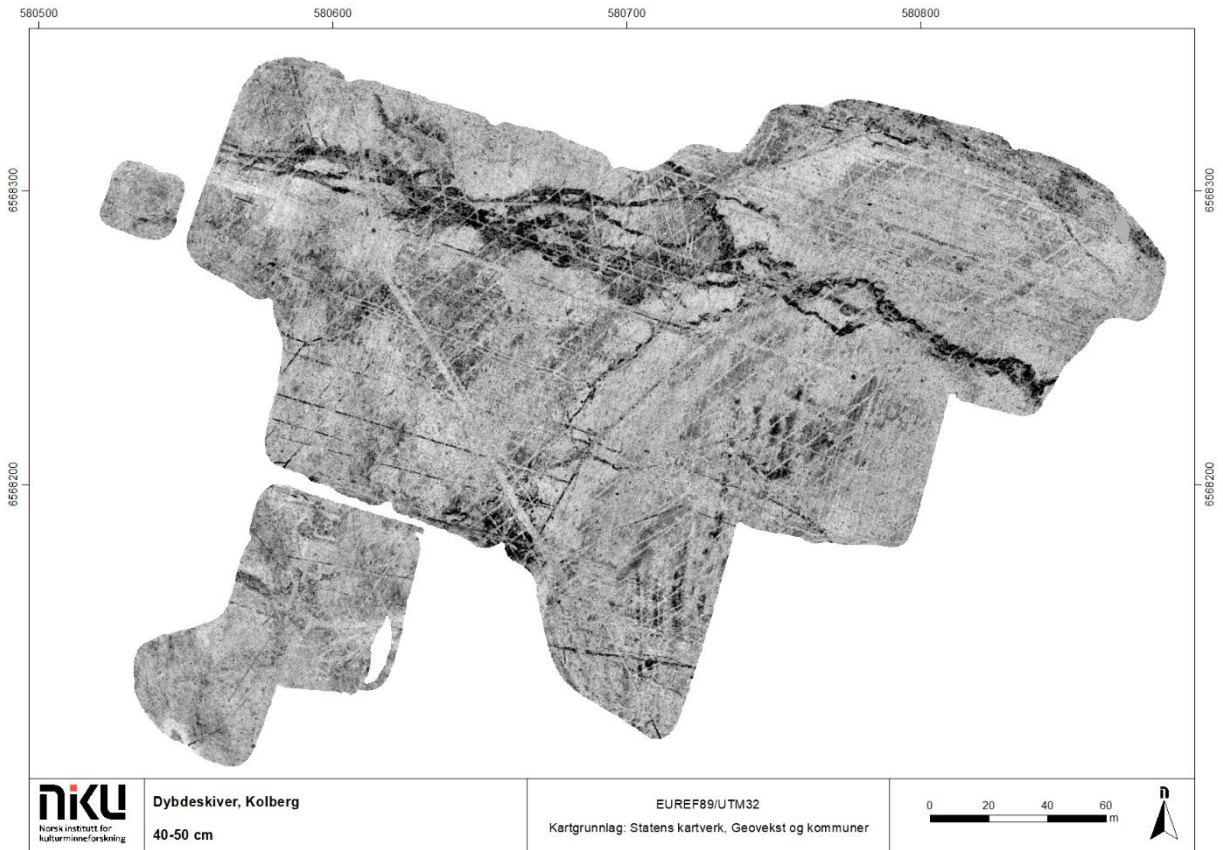 580500 580600 580700 580800
6568300 6568300
6568200 6568200
niku
Norsk institutt for
kulturminneforskning
Dybdeskiver, Kolberg
40-50 cm
EUREF89/UTM32
Kartgrunnlag: Statens kartverk, Geovekst og kommuner
0 20 40 60
m
n